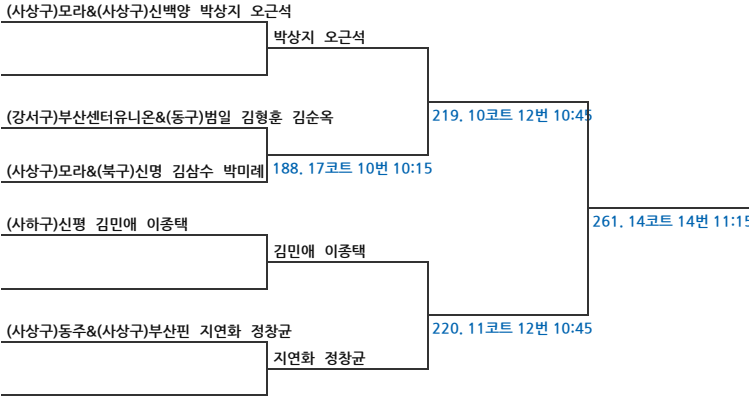 (사상구)모라&(사상구)신백양 박상지 오근석
박상지 오근석
219. 10코트 12번 10:45
(강서구)부산센터유니온&(동구)범일 김형훈 김순옥
188. 17코트 10번 10:15
(사상구)모라&(북구)신명 김삼수 박미례
261. 14코트 14번 11:15
(사하구)신평 김민애 이종택
김민애 이종택
220. 11코트 12번 10:45
(사상구)동주&(사상구)부산핀 지연화 정창균
지연화 정창균